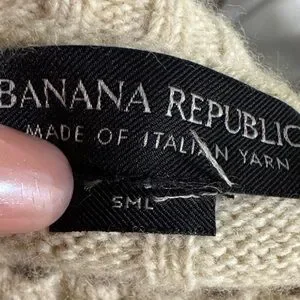 BANANA REPUBLIC
MADE OF ITALIAN YARN
SML